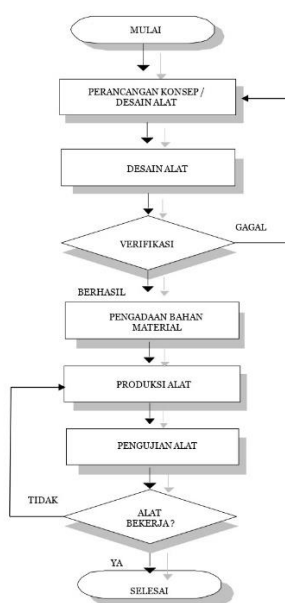 MULAI
PERANCANGAN KONSEP /
DESAIN ALAT
DESAIN ALAT
VERIFIKASI
GAGAL
BERHASIL
PENGADAAN BAHAN
MATERIAL
PRODUKSI ALAT
PENGUJIAN ALAT
TIDAK
ALAT
BEKERJA ?
YA
SELESAI